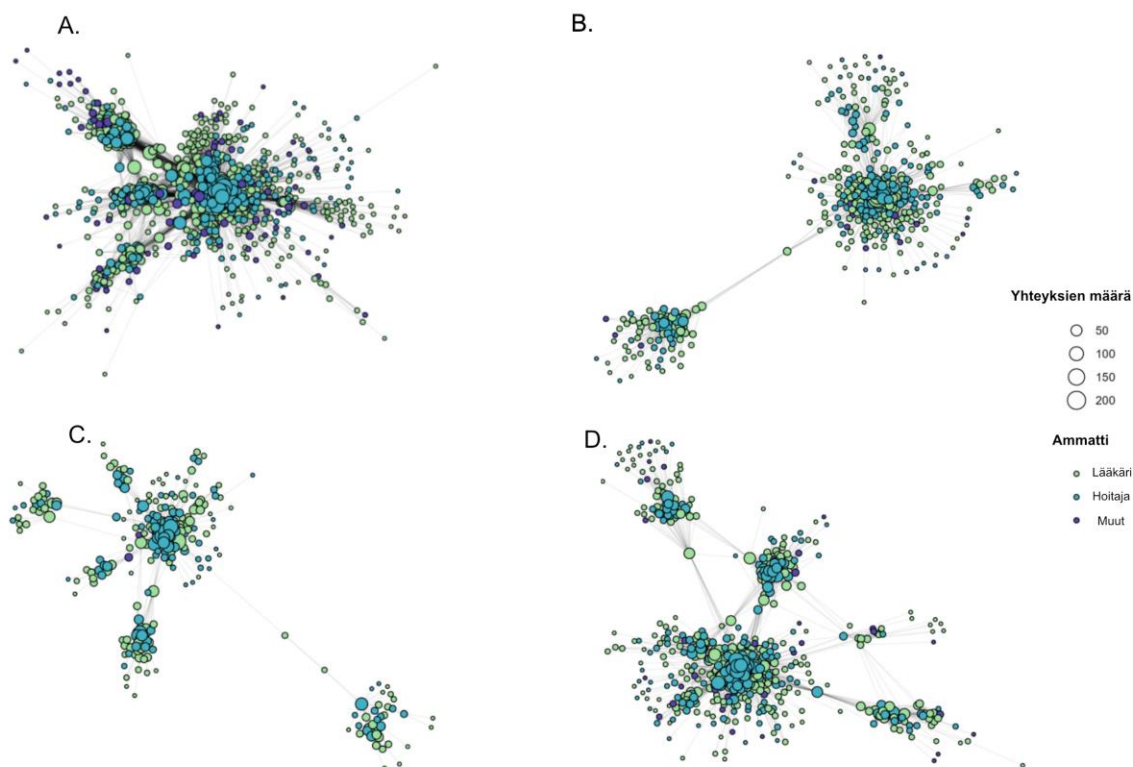 A.
B.
Yhteyksien määrä
50
100
150
200
C.
D.
Ammatti
Lääkäri
Hoitaja
Muut